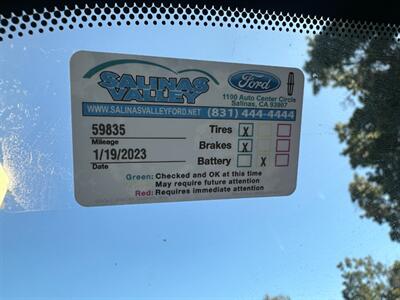 SALINAS
VALLEY
Ford
1100 Auto Center Circle
Salinas, CA 93907
WWW.SALINASVALLEYFORD.NET
(831) 444-4444
59835
Mileage
1/19/2023
Date
Tires X
Brakes X
Battery X
Green: Checked and OK at this time
May require future attention
Red: Requires immediate attention